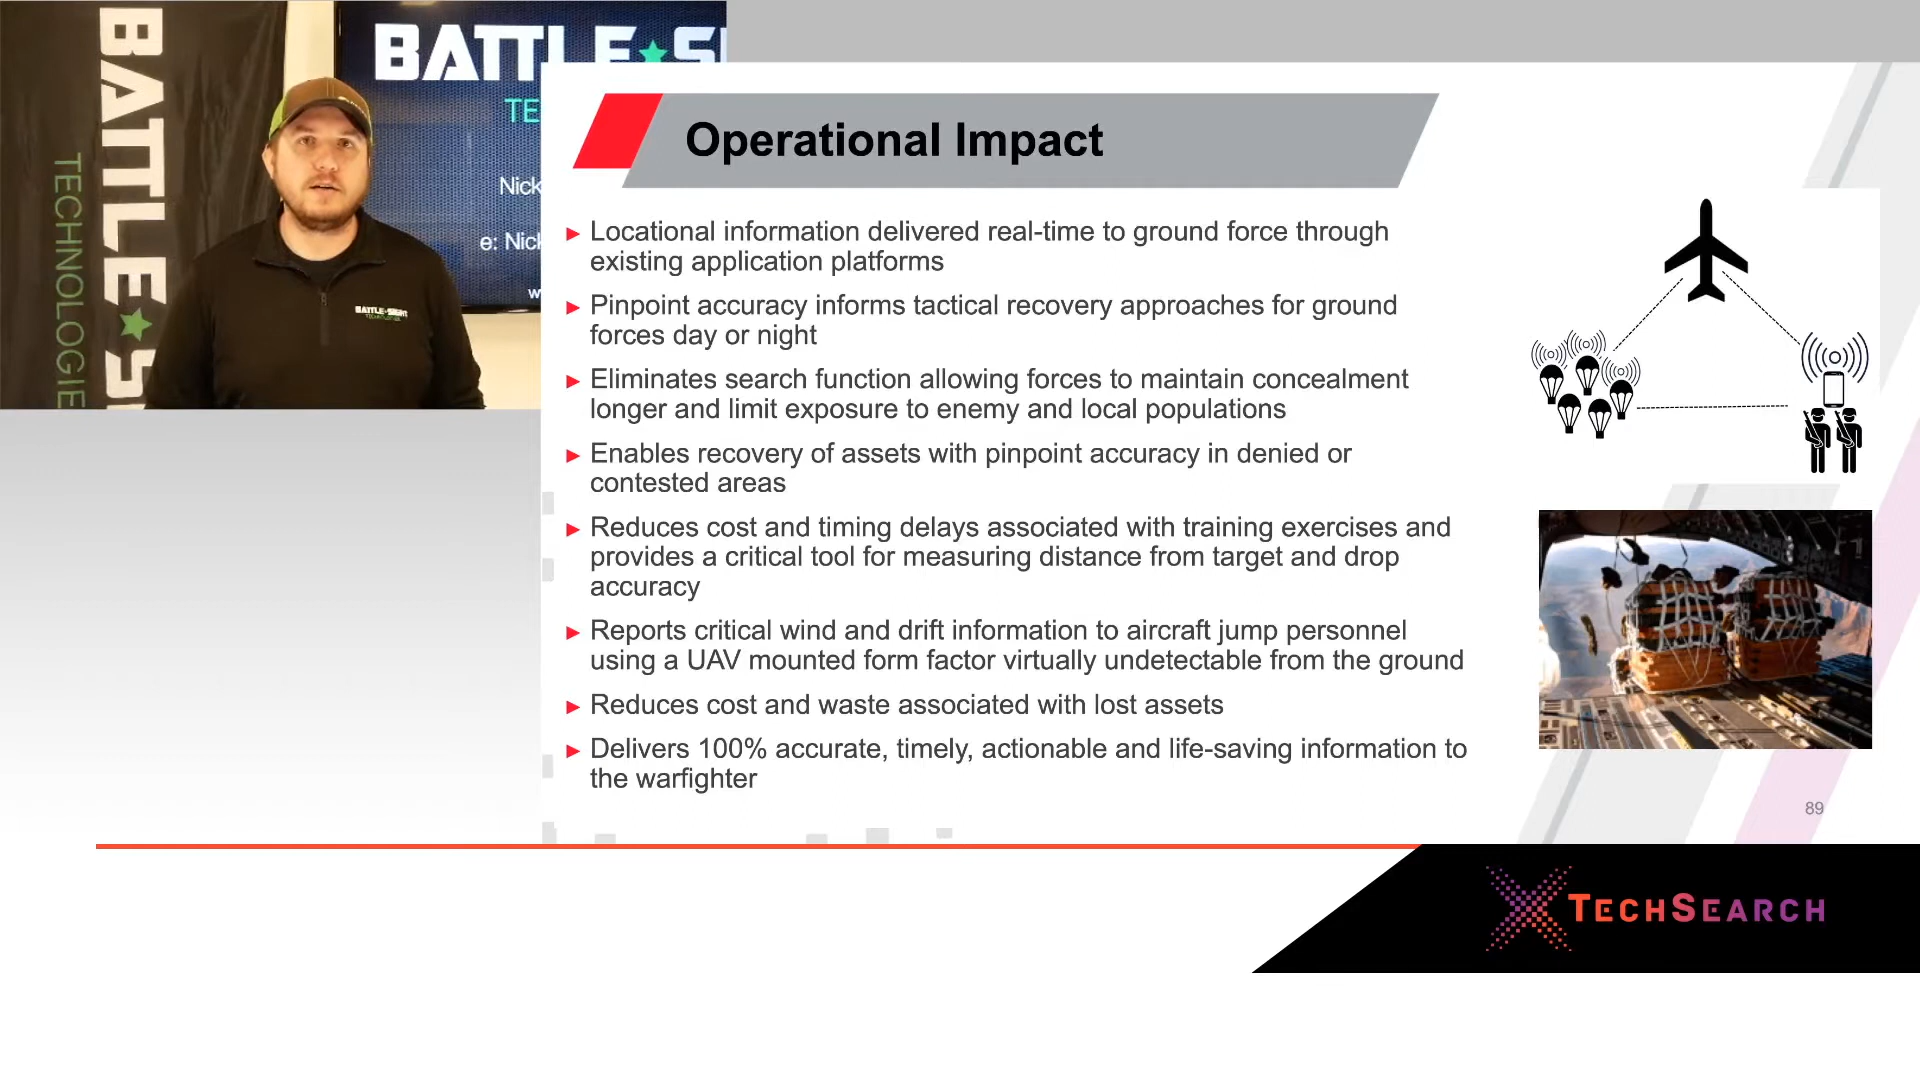 BATTLE
TECHNOLOGIE
BATTLE
TE
Nick
e: Nick
w
BATTLE SIGHT
Operational Impact
Locational information delivered real-time to ground force through
existing application platforms
Pinpoint accuracy informs tactical recovery approaches for ground
forces day or night
Eliminates search function allowing forces to maintain concealment
longer and limit exposure to enemy and local populations
Enables recovery of assets with pinpoint accuracy in denied or
contested areas
Reduces cost and timing delays associated with training exercises and
provides a critical tool for measuring distance from target and drop
accuracy
Reports critical wind and drift information to aircraft jump personnel
using a UAV mounted form factor virtually undetectable from the ground
Reduces cost and waste associated with lost assets
Delivers 100% accurate, timely, actionable and life-saving information to
the warfighter
89
XTECHSEARCH